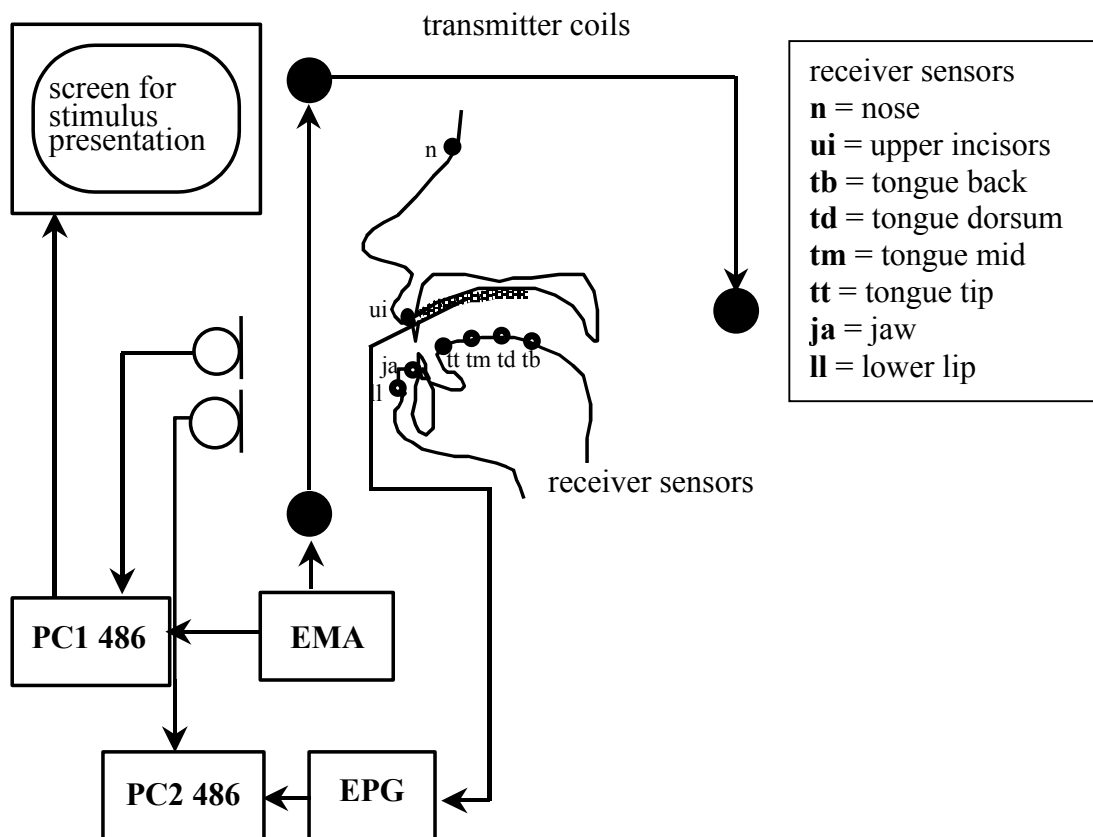 transmitter coils
screen for
stimulus
presentation
n
ui
tt tm td tb
ja
ll
receiver sensors
receiver sensors
n = nose
ui = upper incisors
tb = tongue back
td = tongue dorsum
tm = tongue mid
tt = tongue tip
ja = jaw
ll = lower lip
PC1 486
EMA
PC2 486
EPG